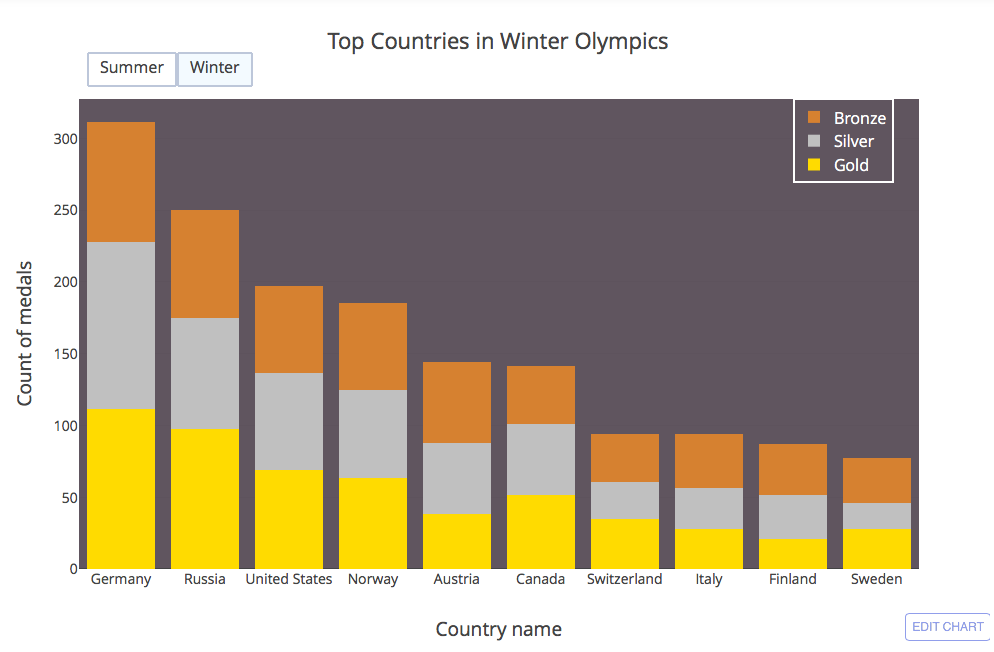 Top Countries in Winter Olympics
Summer Winter
Bronze
Silver
Gold
300
250
200
150
100
50
0
Count of medals
Germany Russia United States Norway Austria Canada Switzerland Italy Finland Sweden
Country name
EDIT CHART